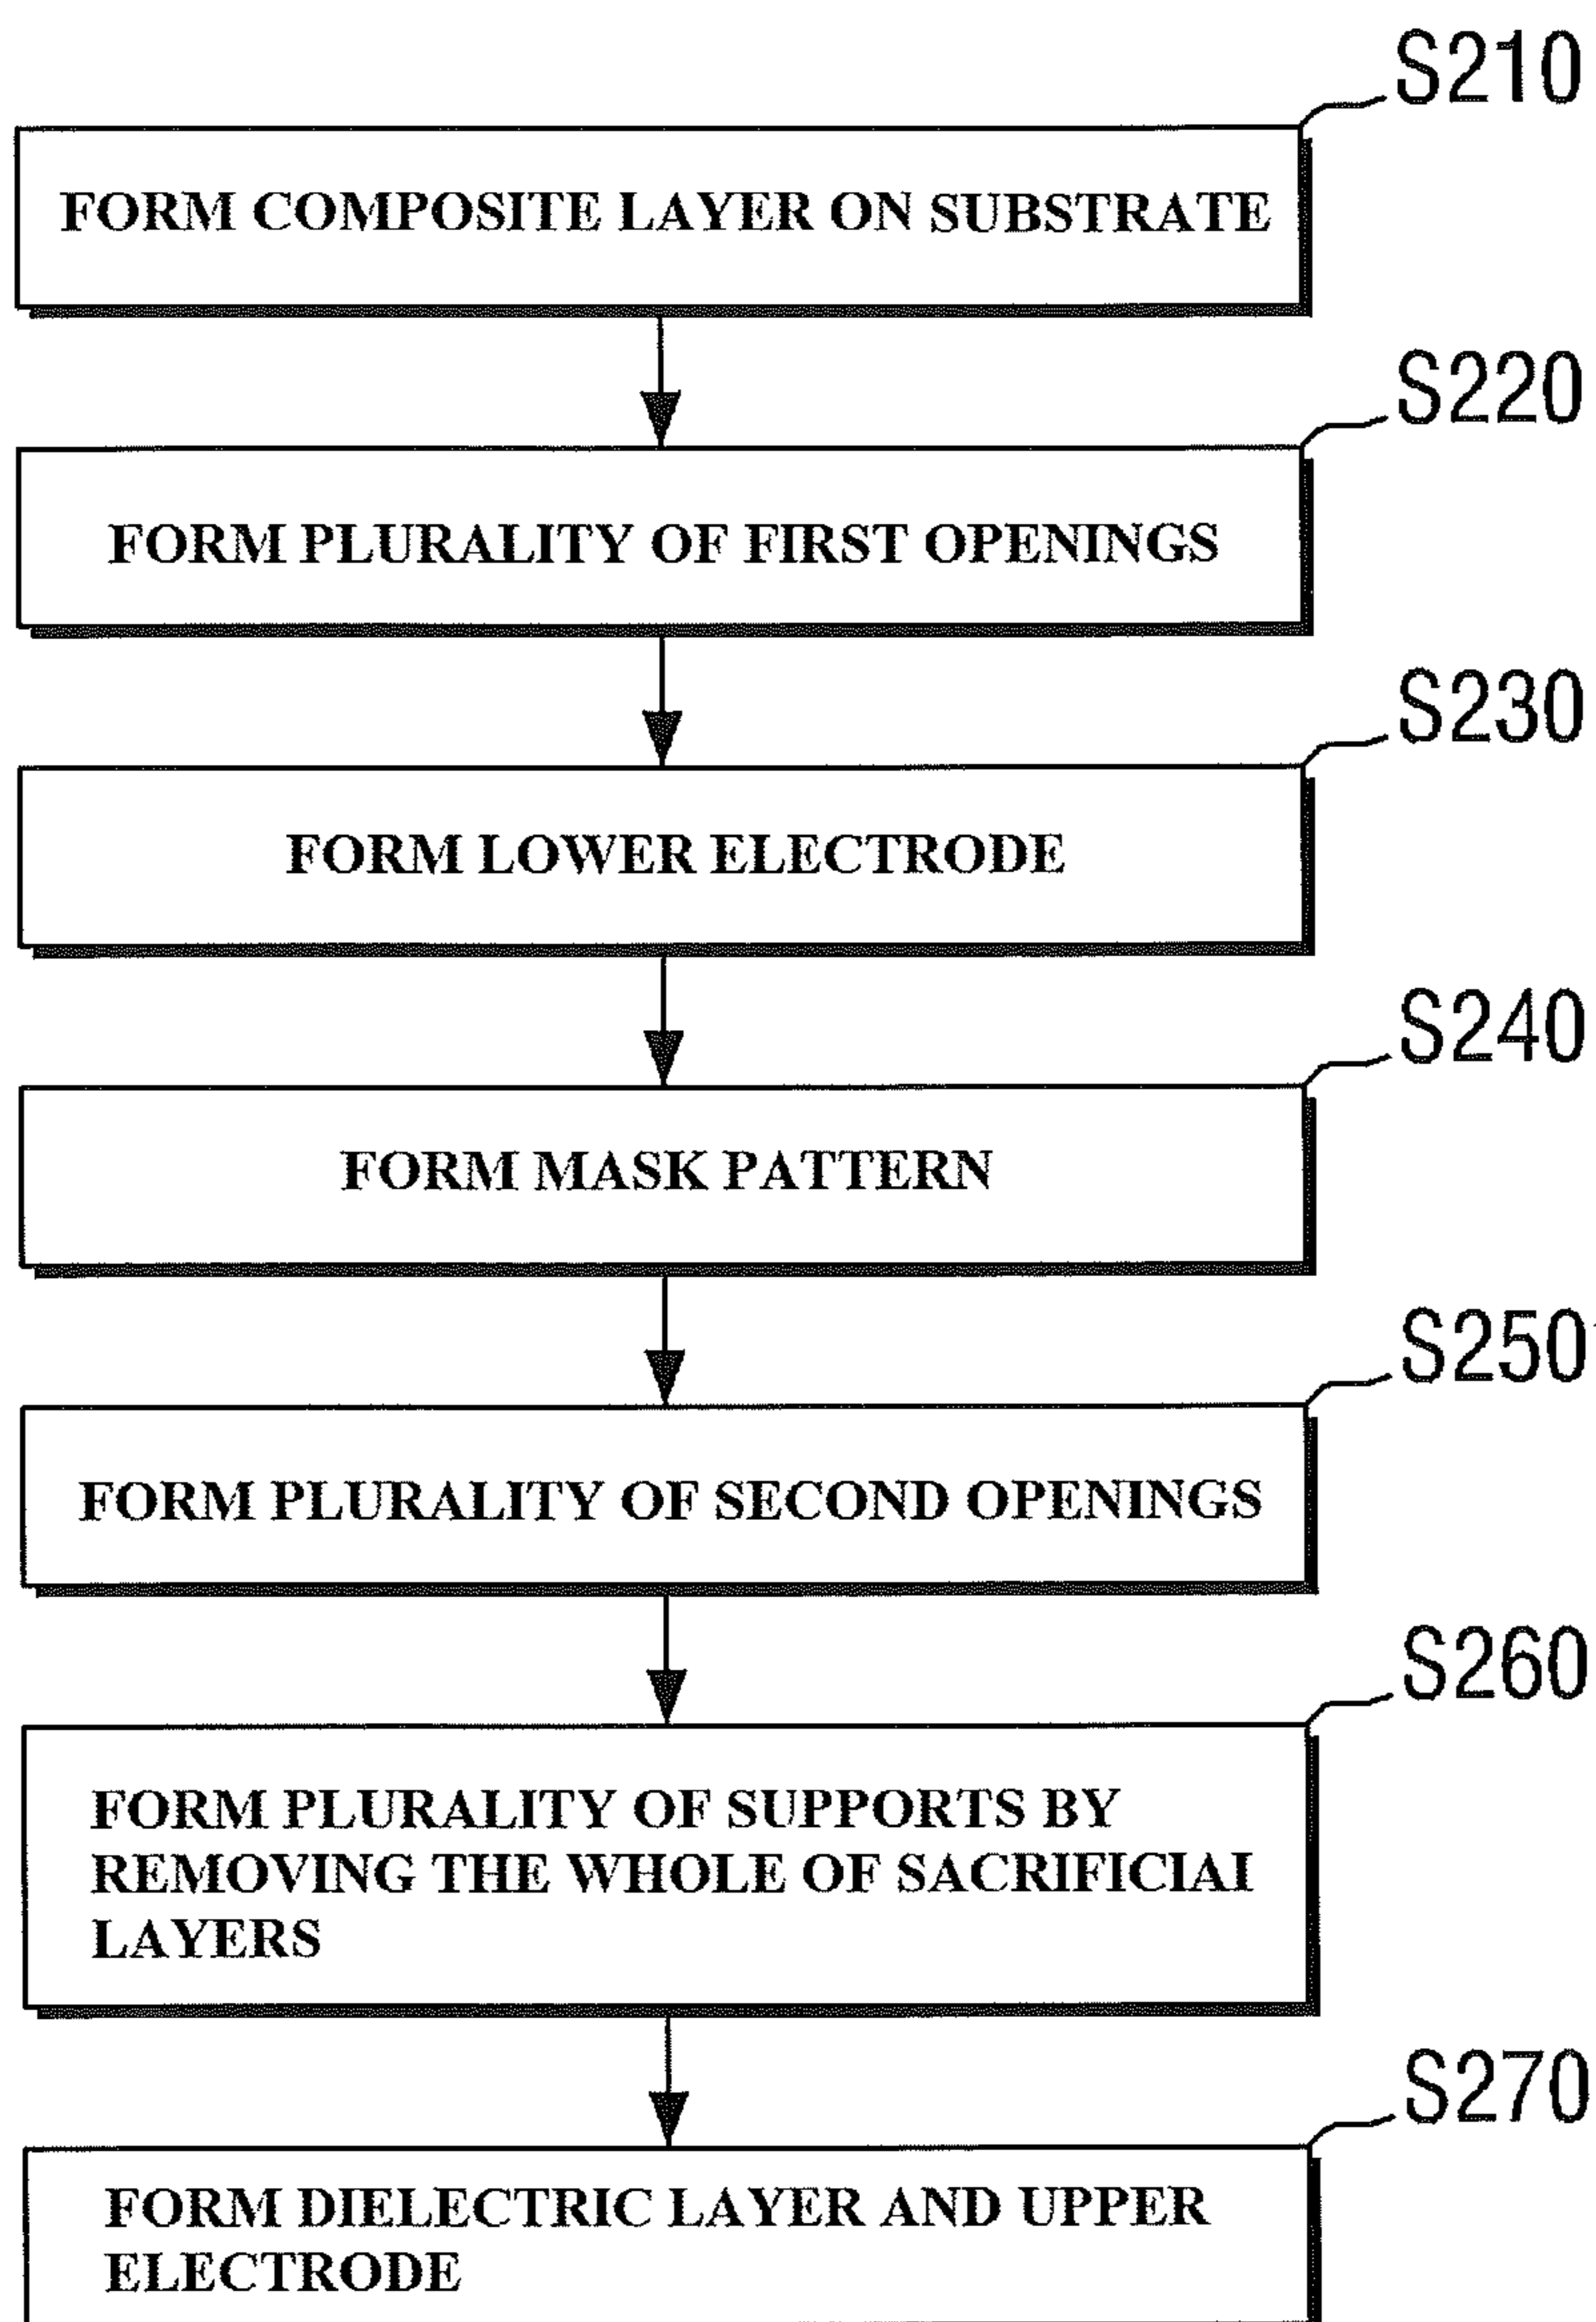 S210
FORM COMPOSITE LAYER ON SUBSTRATE
S220
FORM PLURALITY OF FIRST OPENINGS
S230
FORM LOWER ELECTRODE
S240
FORM MASK PATTERN
S250
FORM PLURALITY OF SECOND OPENINGS
S260
FORM PLURALITY OF SUPPORTS BY
REMOVING THE WHOLE OF SACRIFICIAI
LAYERS
S270
FORM DIELECTRIC LAYER AND UPPER
ELECTRODE